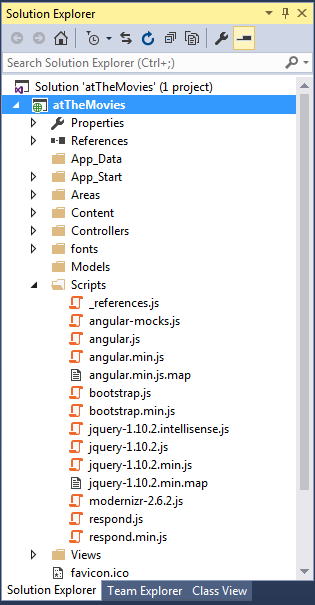 Solution Explorer
Search Solution Explorer (Ctrl+;)
Solution 'atTheMovies' (1 project)
atTheMovies
Properties
References
App_Data
App_Start
Areas
Content
Controllers
fonts
Models
Scripts
_references.js
angular-mocks.js
angular.js
angular.min.js
angular.min.js.map
bootstrap.js
bootstrap.min.js
jquery-1.10.2.intellisense.js
jquery-1.10.2.js
jquery-1.10.2.min.js
jquery-1.10.2.min.map
modernizr-2.6.2.js
respond.js
respond.min.js
Views
favicon.ico
Solution Explorer Team Explorer Class View